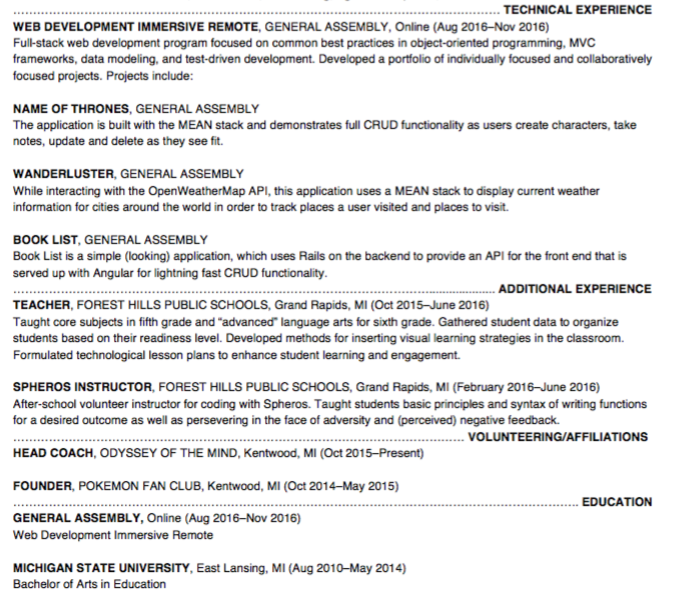 TECHNICAL EXPERIENCE
WEB DEVELOPMENT IMMERSIVE REMOTE, GENERAL ASSEMBLY, Online (Aug 2016–Nov 2016)
Full-stack web development program focused on common best practices in object-oriented programming, MVC
frameworks, data modeling, and test-driven development. Developed a portfolio of individually focused and collaboratively
focused projects. Projects include:
NAME OF THRONES, GENERAL ASSEMBLY
The application is built with the MEAN stack and demonstrates full CRUD functionality as users create characters, take
notes, update and delete as they see fit.
WANDERLUSTER, GENERAL ASSEMBLY
While interacting with the OpenWeatherMap API, this application uses a MEAN stack to display current weather
information for cities around the world in order to track places a user visited and places to visit.
BOOK LIST, GENERAL ASSEMBLY
Book List is a simple (looking) application, which uses Rails on the backend to provide an API for the front end that is
served up with Angular for lightning fast CRUD functionality.
ADDITIONAL EXPERIENCE
TEACHER, FOREST HILLS PUBLIC SCHOOLS, Grand Rapids, MI (Oct 2015–June 2016)
Taught core subjects in fifth grade and “advanced” language arts for sixth grade. Gathered student data to organize
students based on their readiness level. Developed methods for inserting visual learning strategies in the classroom.
Formulated technological lesson plans to enhance student learning and engagement.
SPHEROS INSTRUCTOR, FOREST HILLS PUBLIC SCHOOLS, Grand Rapids, MI (February 2016–June 2016)
After-school volunteer instructor for coding with Spheros. Taught students basic principles and syntax of writing functions
for a desired outcome as well as persevering in the face of adversity and (perceived) negative feedback.
VOLUNTEERING/AFFILIATIONS
HEAD COACH, ODYSSEY OF THE MIND, Kentwood, MI (Oct 2015–Present)
FOUNDER, POKEMON FAN CLUB, Kentwood, MI (Oct 2014–May 2015)
EDUCATION
GENERAL ASSEMBLY, Online (Aug 2016–Nov 2016)
Web Development Immersive Remote
MICHIGAN STATE UNIVERSITY, East Lansing, MI (Aug 2010–May 2014)
Bachelor of Arts in Education